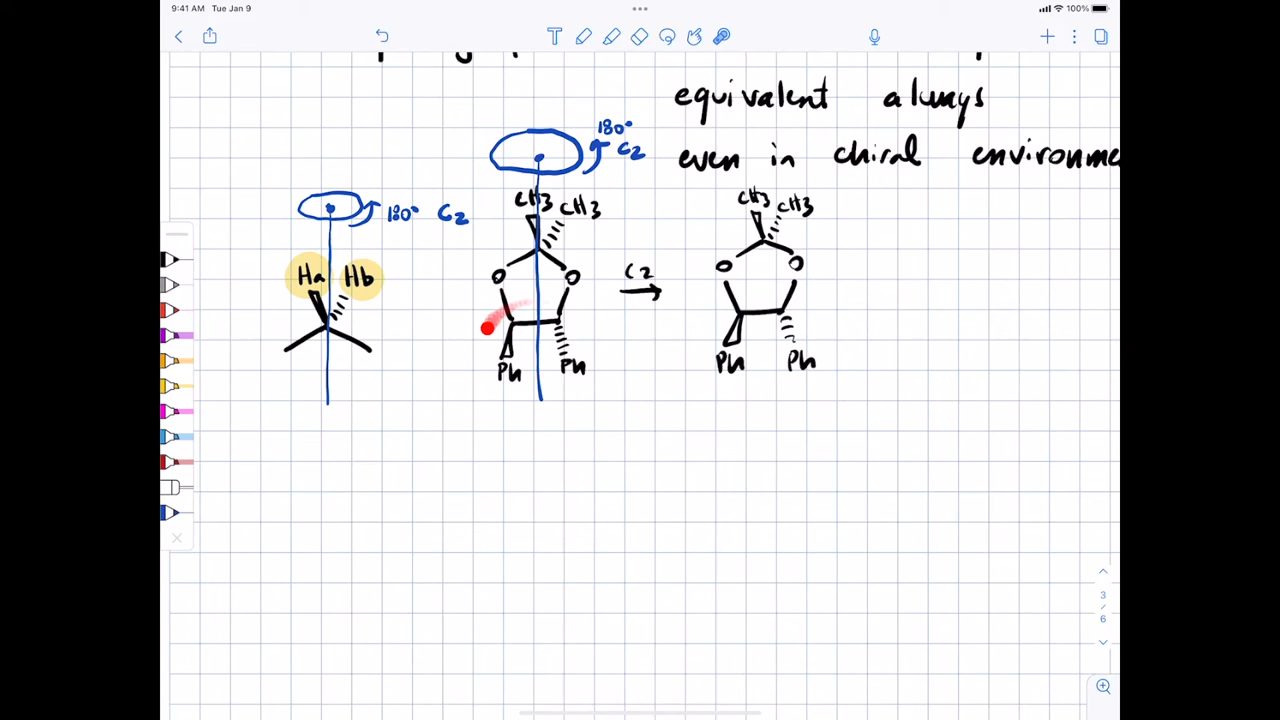 9:41 AM Tue Jan 9
100%
T
equivalent always
even in chiral environme
180°
C2
180° C2
CH3 CH3
CH3 CH3
Ha Hb
O O
C2
O O
Ph Ph
Ph Ph
3
/
6